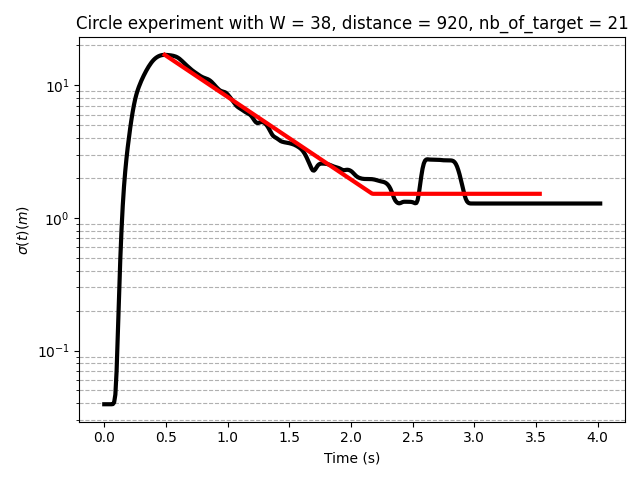 Circle experiment with W = 38, distance = 920, nb_of_target = 21
10¹
10⁰
10⁻¹
σ(t)(m)
0.0 0.5 1.0 1.5 2.0 2.5 3.0 3.5 4.0
Time (s)